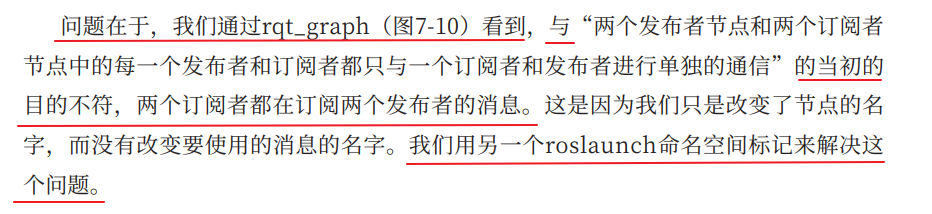 问题在于，我们通过rqt_graph（图7-10）看到，与“两个发布者节点和两个订阅者
节点中的每一个发布者和订阅者都只与一个订阅者和发布者进行单独的通信”的当初的
目的不符，两个订阅者都在订阅两个发布者的消息。这是因为我们只是改变了节点的名
字，而没有改变要使用的消息的名字。我们用另一个roslaunch命名空间标记来解决这
个问题。